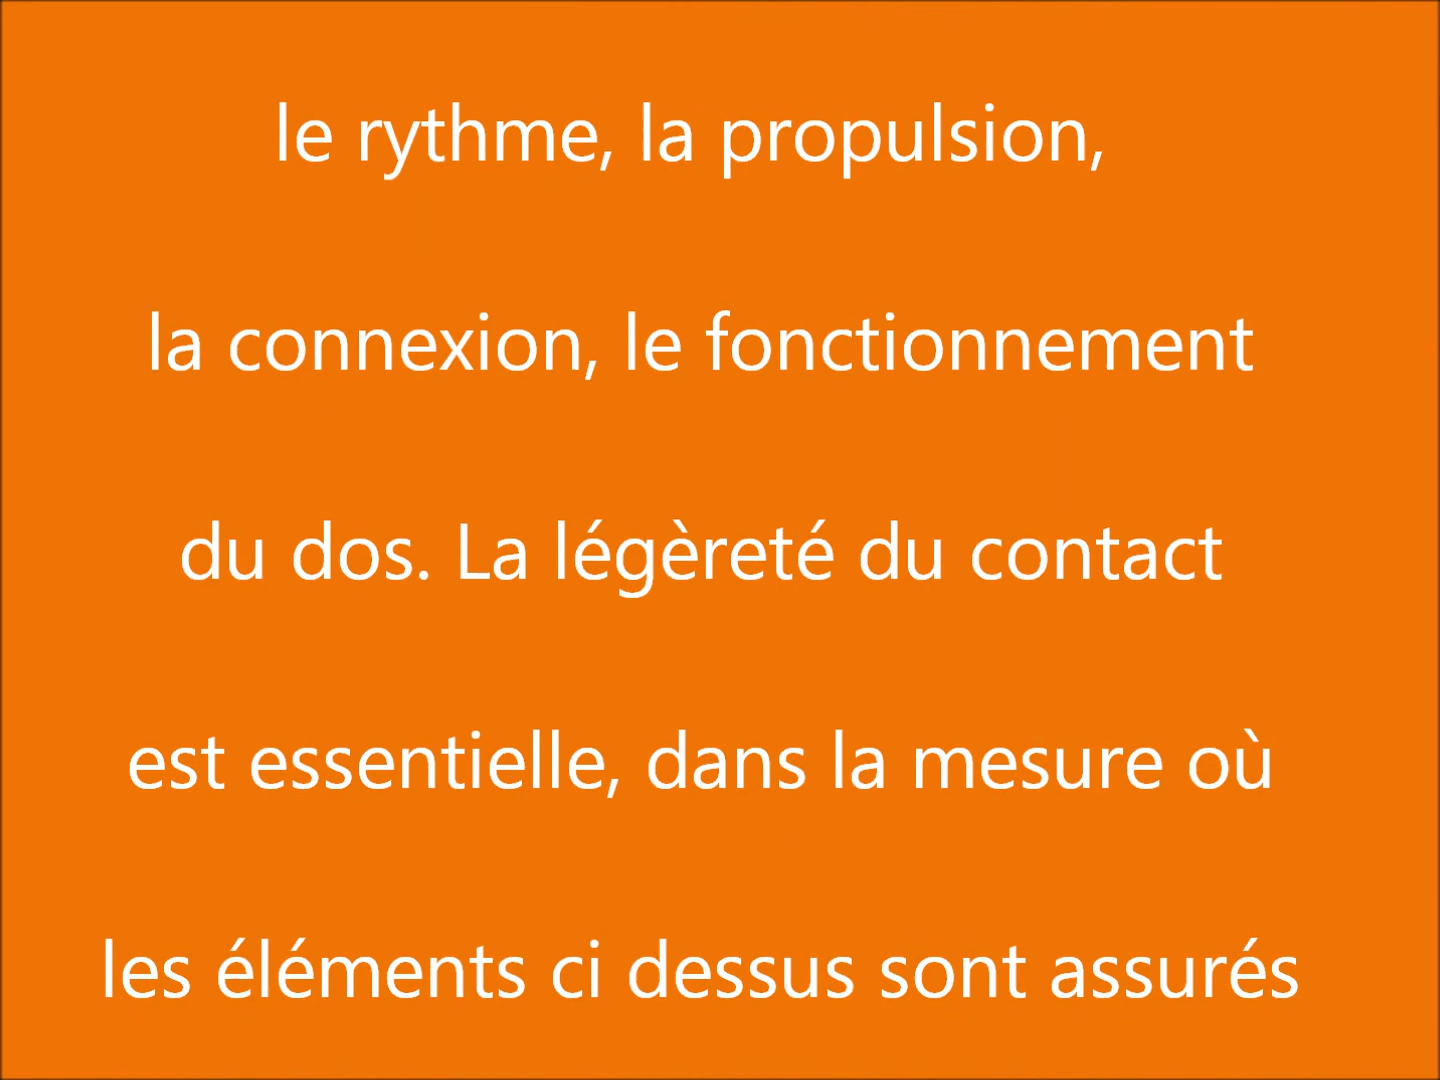 le rythme, la propulsion,
la connexion, le fonctionnement
du dos. La légèreté du contact
est essentielle, dans la mesure où
les éléments ci dessus sont assurés